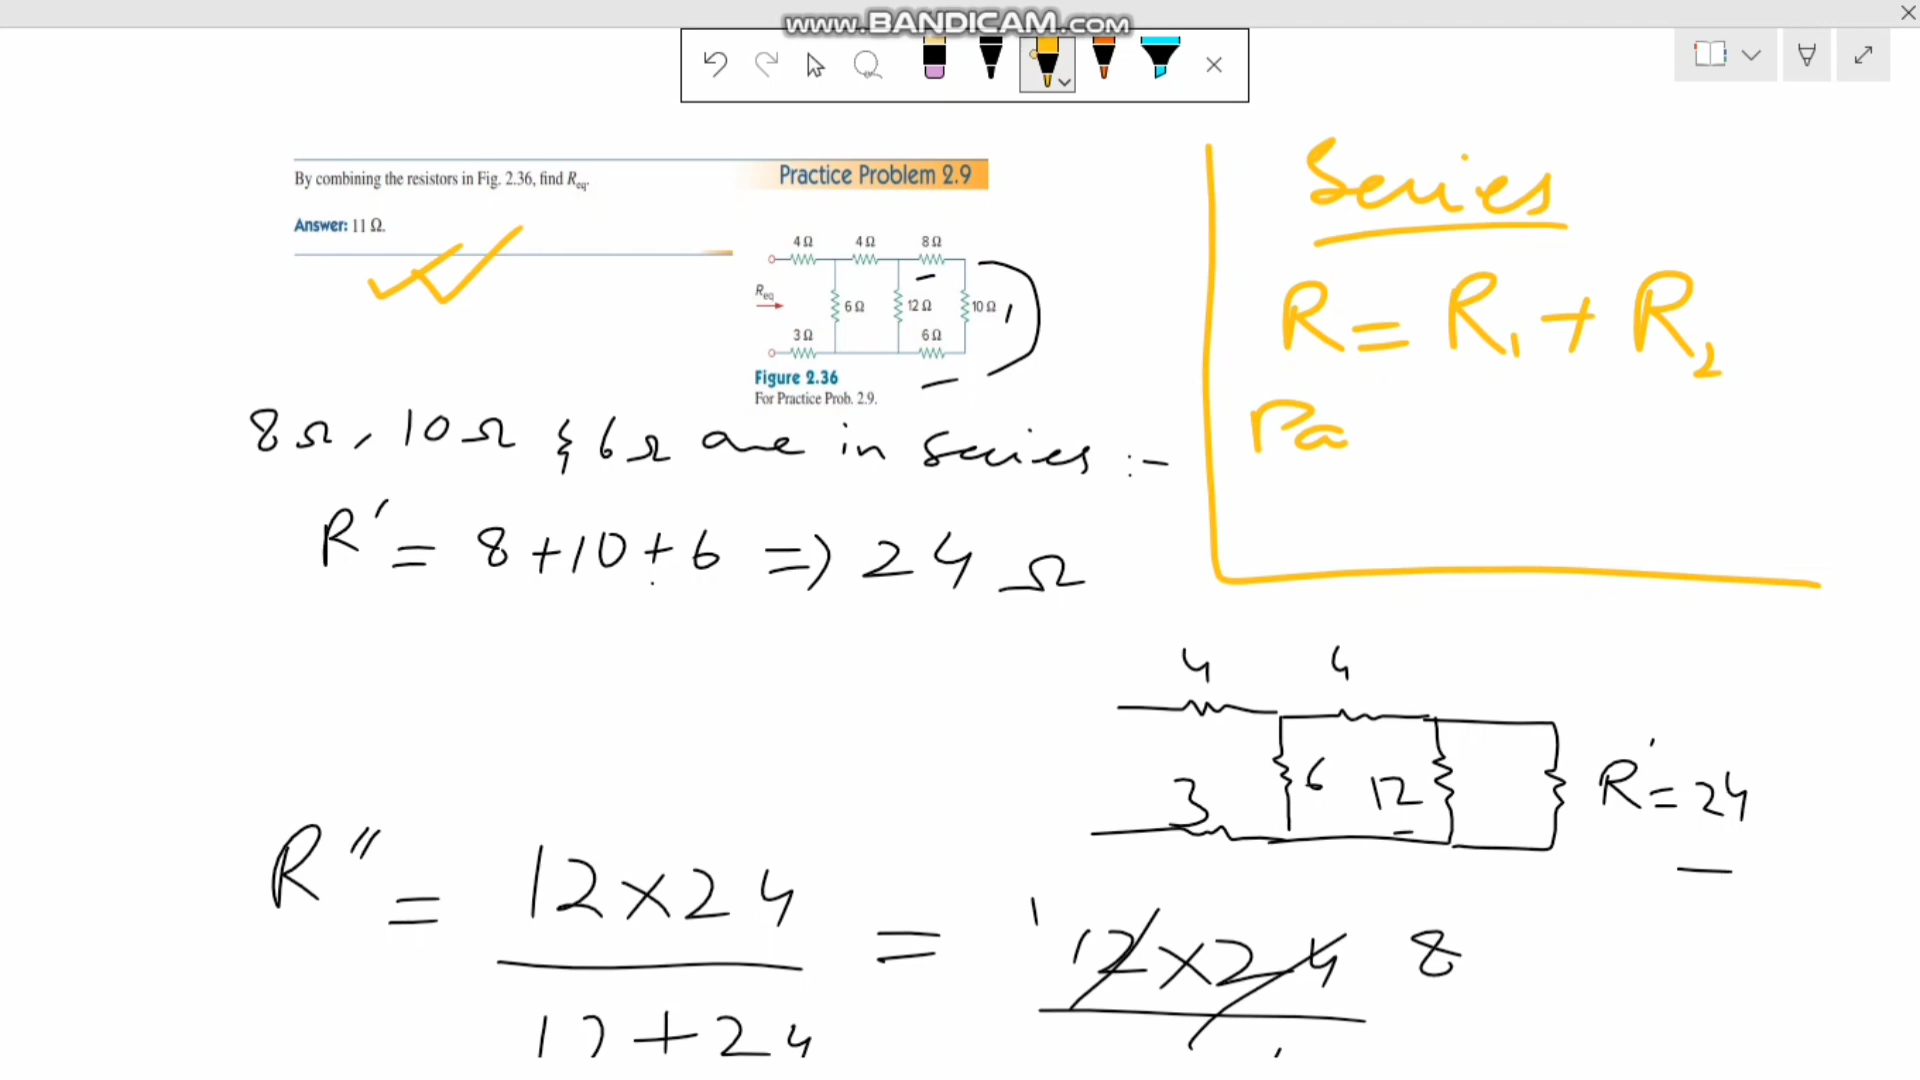 www.BANDICAM.com
By combining the resistors in Fig. 2.36, find Req.
Practice Problem 2.9
Answer: 11 Ω.
4 Ω 4 Ω 8 Ω
Req
6 Ω 12 Ω 10 Ω
3 Ω 6 Ω
Figure 2.36
For Practice Prob. 2.9.
Series
R = R1 + R2
Pa
8Ω, 10Ω & 6Ω are in series :-
R' = 8+10+6 => 24 Ω
4 4
3 6 12 R' = 24
R" = 12×24 = 1 12×24 8
12+24